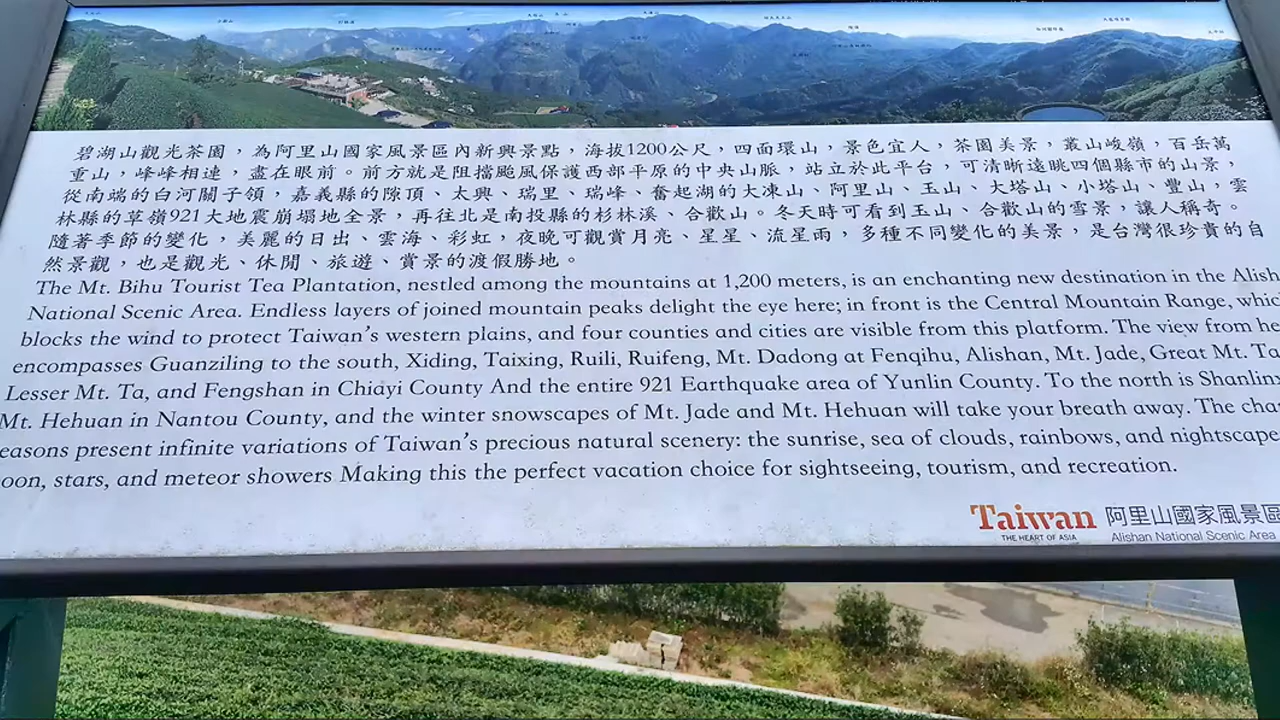 碧湖山觀光茶園，為阿里山國家風景區內新興景點，海拔1200公尺，四面環山，景色宜人，茶園美景，叢山峻嶺，百岳萬
重山，峰峰相連，盡在眼前。前方就是阻擋颱風保護西部平原的中央山脈，站立於此平台，可清晰遠眺四個縣市的山景，
從南端的白河關子領，嘉義縣的隙頂、太興、瑞里、瑞峰、奮起湖的大凍山、阿里山、玉山、大塔山、小塔山、豐山，雲
林縣的草嶺921大地震崩塌地全景，再往北是南投縣的杉林溪、合歡山。冬天時可看到玉山、合歡山的雪景，讓人稱奇。
隨著季節的變化，美麗的日出、雲海、彩虹，夜晚可觀賞月亮、星星、流星雨，多種不同變化的美景，是台灣很珍貴的自
然景觀，也是觀光、休閒、旅遊、賞景的渡假勝地。
The Mt. Bihu Tourist Tea Plantation, nestled among the mountains at 1,200 meters, is an enchanting new destination in the Alish
National Scenic Area. Endless layers of joined mountain peaks delight the eye here; in front is the Central Mountain Range, whic
blocks the wind to protect Taiwan's western plains, and four counties and cities are visible from this platform. The view from he
encompasses Guanziling to the south, Xiding, Taixing, Ruili, Ruifeng, Mt. Dadong at Fenqihu, Alishan, Mt. Jade, Great Mt. Ta
Lesser Mt. Ta, and Fengshan in Chiayi County And the entire 921 Earthquake area of Yunlin County. To the north is Shanlinx
Mt. Hehuan in Nantou County, and the winter snowscapes of Mt. Jade and Mt. Hehuan will take your breath away. The cha
easons present infinite variations of Taiwan's precious natural scenery: the sunrise, sea of clouds, rainbows, and nightscape
oon, stars, and meteor showers Making this the perfect vacation choice for sightseeing, tourism, and recreation.
Taiwan 阿里山國家風景區
THE HEART OF ASIA Alishan National Scenic Area